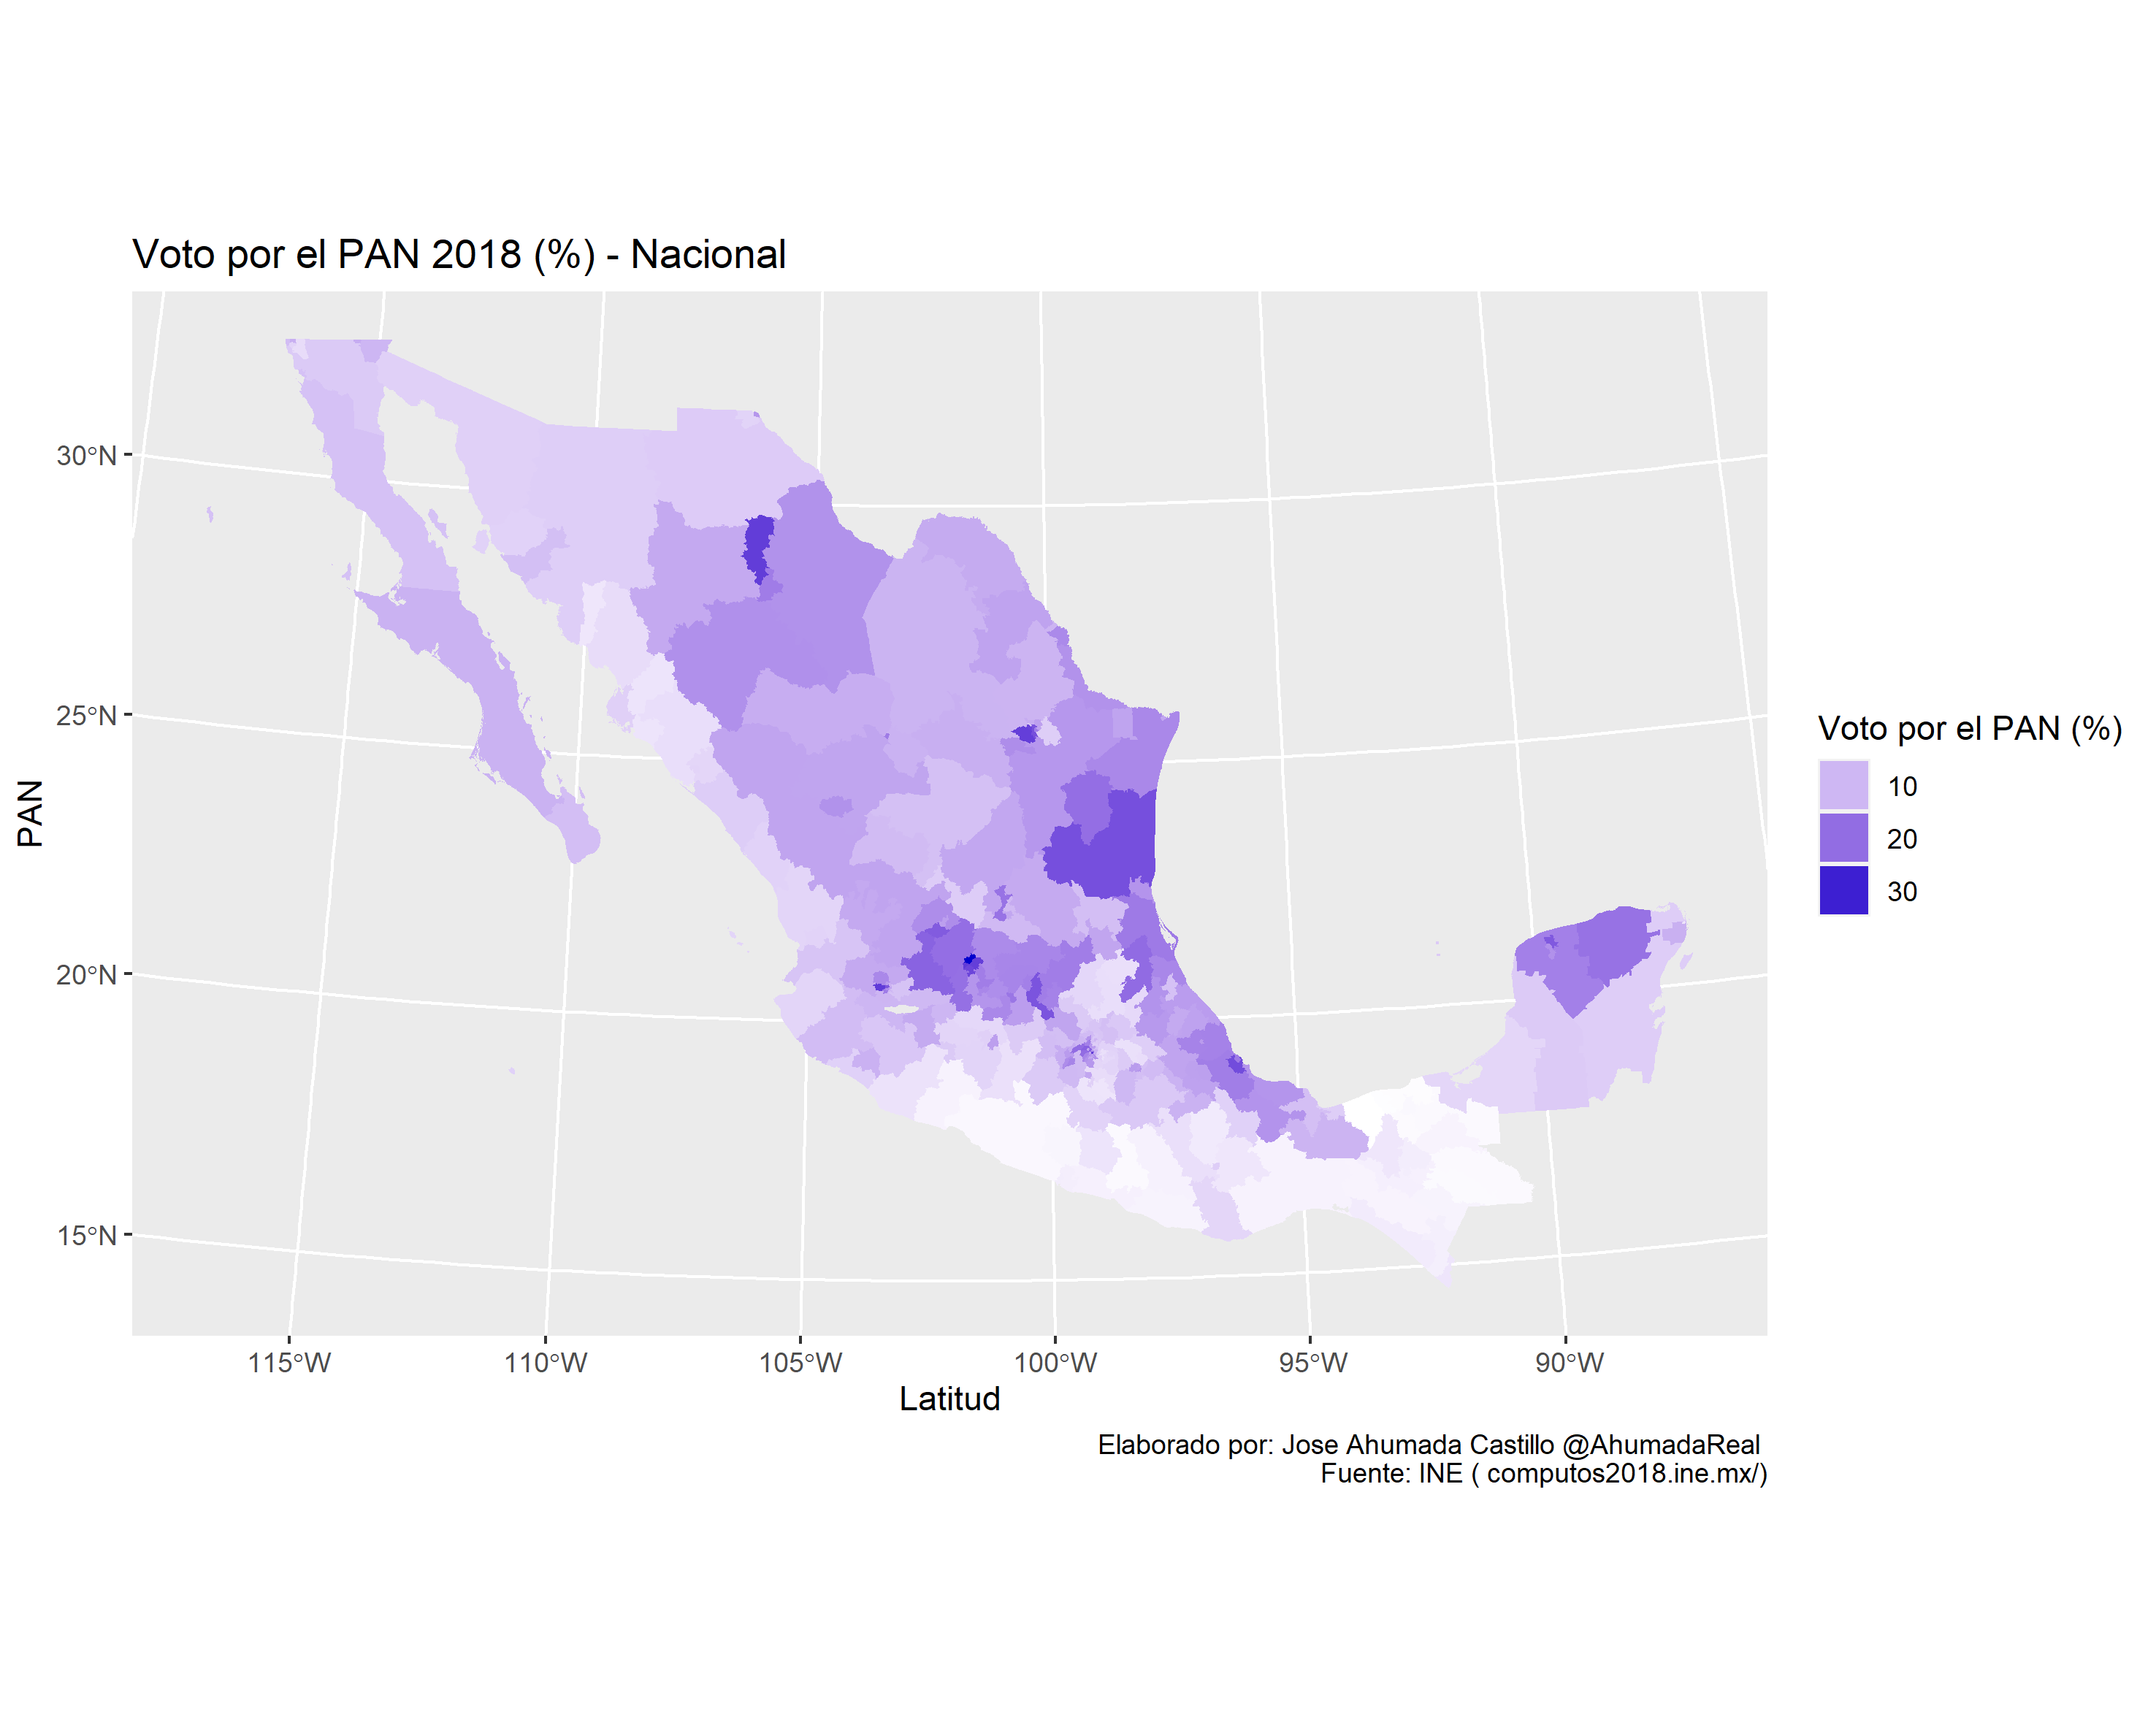 Voto por el PAN 2018 (%) - Nacional
30°N
25°N
20°N
15°N
PAN
115°W 110°W 105°W 100°W 95°W 90°W
Latitud
Voto por el PAN (%)
10
20
30
Elaborado por: Jose Ahumada Castillo @AhumadaReal
Fuente: INE ( computos2018.ine.mx/)